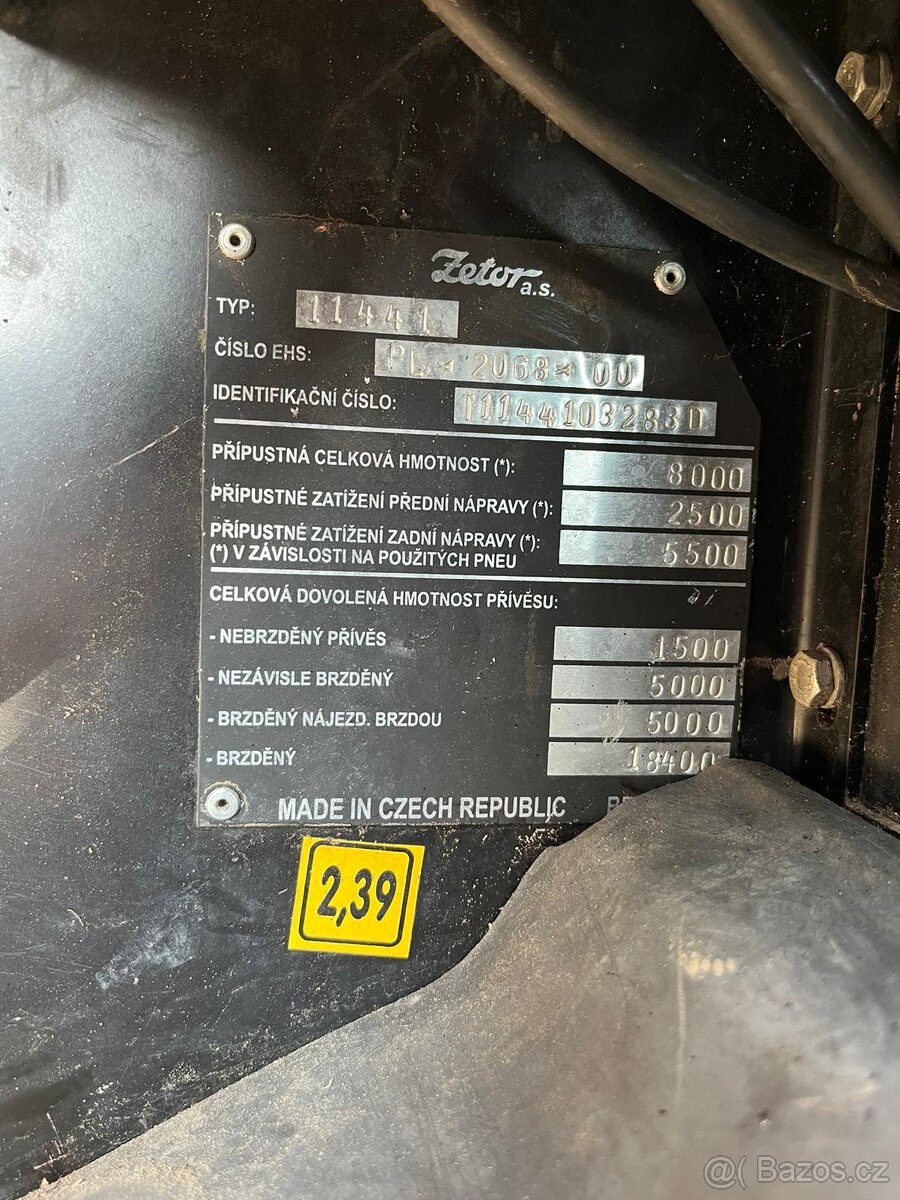 Zetor a.s.
TYP: 11441
ČÍSLO EHS: PL*2068*00
IDENTIFIKAČNÍ ČÍSLO: T11441032830
PŘÍPUSTNÁ CELKOVÁ HMOTNOST (*): 8000
PŘÍPUSTNÉ ZATÍŽENÍ PŘEDNÍ NÁPRAVY (*): 2500
PŘÍPUSTNÉ ZATÍŽENÍ ZADNÍ NÁPRAVY (*): 5500
(*) V ZÁVISLOSTI NA POUŽITÝCH PNEU
CELKOVÁ DOVOLENÁ HMOTNOST PŘÍVĚSU:
- NEBRZDĚNÝ PŘÍVĚS 1500
- NEZÁVISLE BRZDĚNÝ 5000
- BRZDĚNÝ NÁJEZD. BRZDOU 5000
- BRZDĚNÝ 18400
MADE IN CZECH REPUBLIC
2,39
@( Bazos.cz